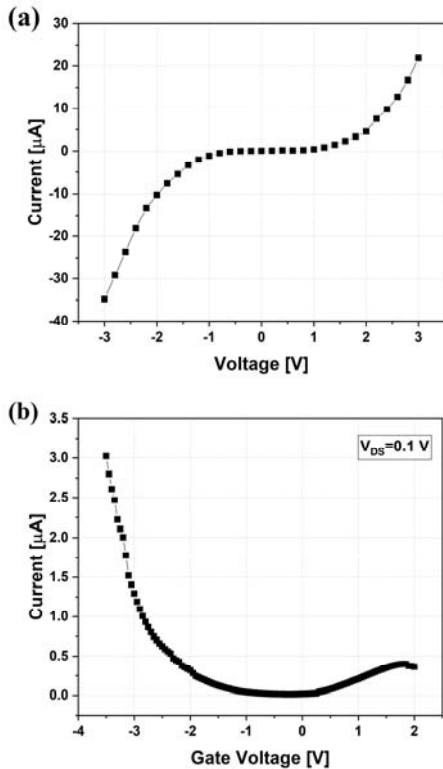 (a)
30
20
10
0
-10
-20
-30
-40
Current [μA]
-3 -2 -1 0 1 2 3
Voltage [V]
(b)
3.5
3.0
2.5
2.0
1.5
1.0
0.5
0.0
Current [μA]
V_DS=0.1 V
-4 -3 -2 -1 0 1 2
Gate Voltage [V]